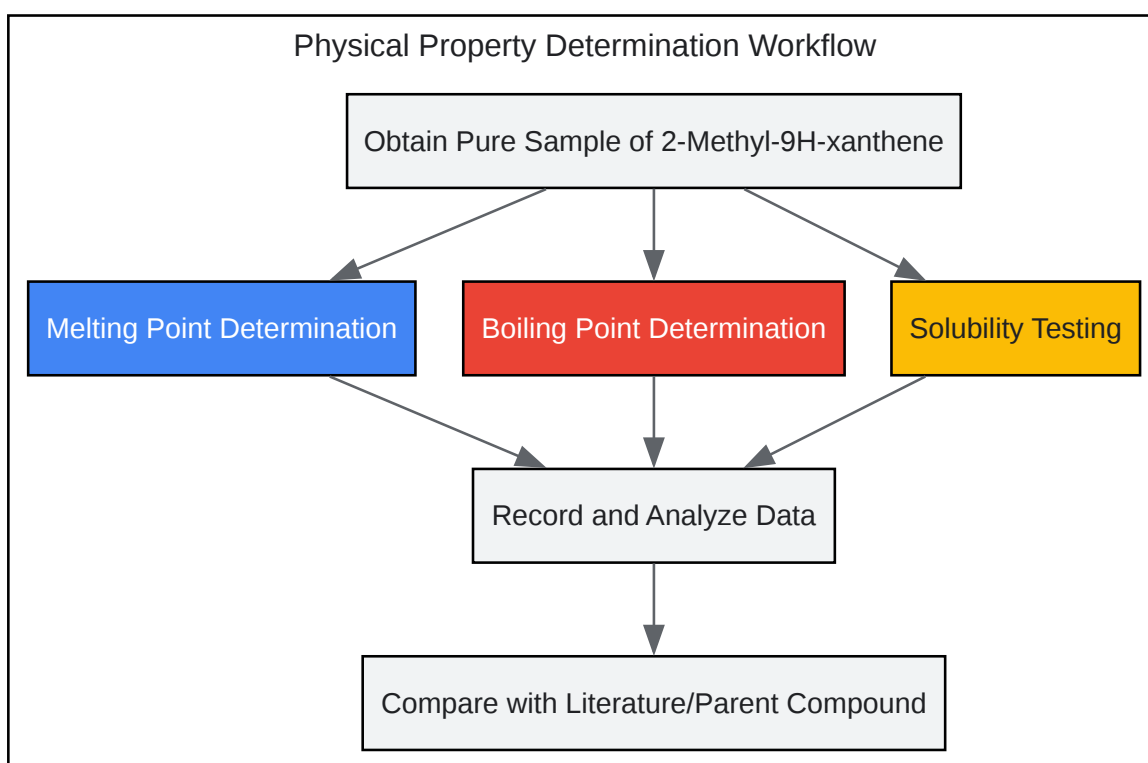 Physical Property Determination Workflow
Obtain Pure Sample of 2-Methyl-9H-xanthene
Melting Point Determination
Boiling Point Determination
Solubility Testing
Record and Analyze Data
Compare with Literature/Parent Compound